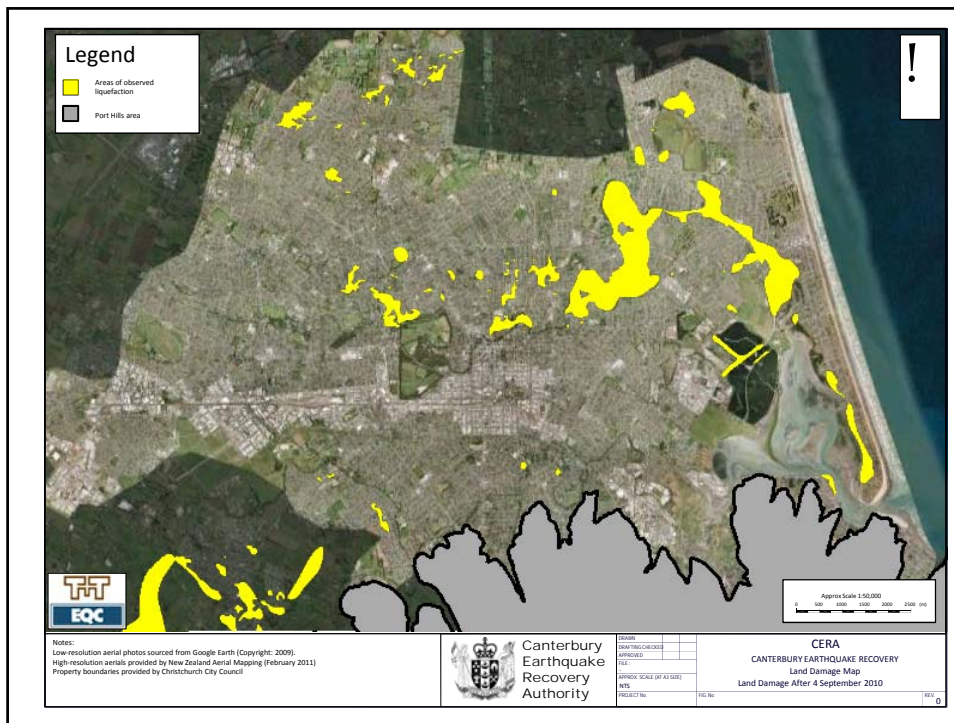 Legend
Areas of observed
liquefaction
Port Hills area
!
T+T
EQC
Approx Scale 1:50,000
0 500 1000 1500 2000 2500 (m)
Notes:
Low-resolution aerial photos sourced from Google Earth (Copyright: 2009).
High-resolution aerials provided by New Zealand Aerial Mapping (February 2011)
Property boundaries provided by Christchurch City Council
Canterbury
Earthquake
Recovery
Authority
DRAWN
DRAFTING CHECKED
APPROVED
FILE :
APPROX. SCALE (AT A3 SIZE)
NTS
PROJECT No.
FIG. No.
CERA
CANTERBURY EARTHQUAKE RECOVERY
Land Damage Map
Land Damage After 4 September 2010
REV.
0